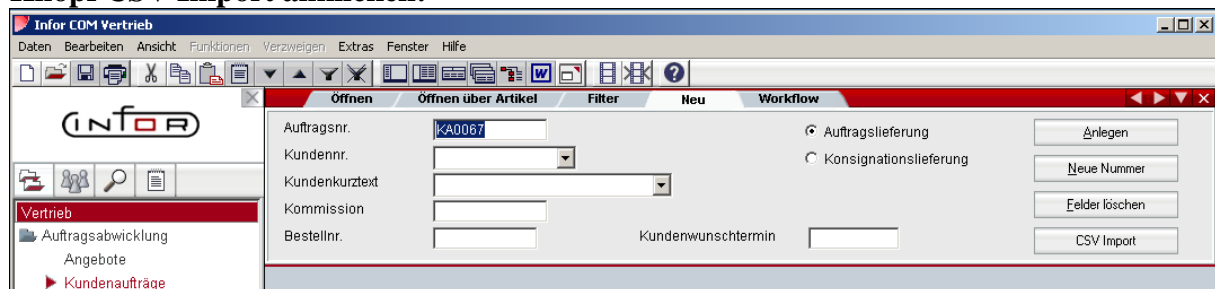 Knopf CSV Import anklicken:
Infor COM Vertrieb
Daten Bearbeiten Ansicht Funktionen Verzweigen Extras Fenster Hilfe
Öffnen Öffnen über Artikel Filter Neu Workflow
infor
Auftragsnr. KA0067 Auftragslieferung Anlegen
Kundennr. Konsignationslieferung Neue Nummer
Kundenkurztext
Kommission Felder löschen
Bestellnr. Kundenwunschtermin CSV Import
Vertrieb
Auftragsabwicklung
Angebote
Kundenaufträge